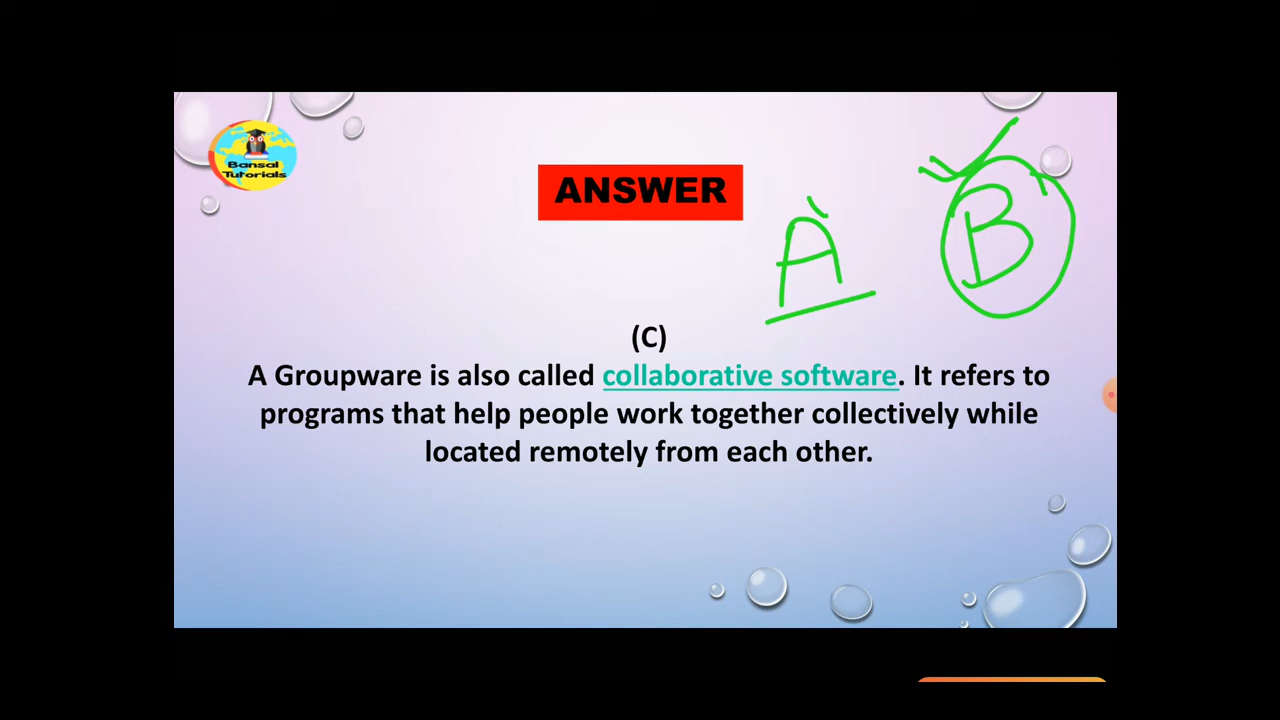 Bansal
Tutorials
ANSWER
A
B
(C)
A Groupware is also called collaborative software. It refers to
programs that help people work together collectively while
located remotely from each other.